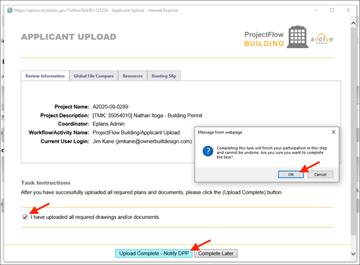 https://eplans.honolulu.gov/?wflowTaskID=125226 - Applicant Upload - Internet Explorer
APPLICANT UPLOAD
ProjectFlow
BUILDING
avolve
Review Information
Global File Compare
Resources
Routing Slip
Project Name: A2020-09-0289
Project Description: [TMK: 35054010] Nathan Itoga - Building Permit
Coordinator: Eplans Admin
Workflow/Activity Name: ProjectFlow Building/Applicant Upload
Current User Login: Jim Kane (jmkane@ownerbuiltdesign.com)
Message from webpage
Completing this task will finish your participation in this step
and cannot be undone. Are you sure you want to complete
the task?
OK
Cancel
Task Instructions
After you have successfully uploaded all required plans and documents, please click the (Upload Complete) button.
I have uploaded all required drawings and/or documents.
Upload Complete - Notify DPP
Complete Later